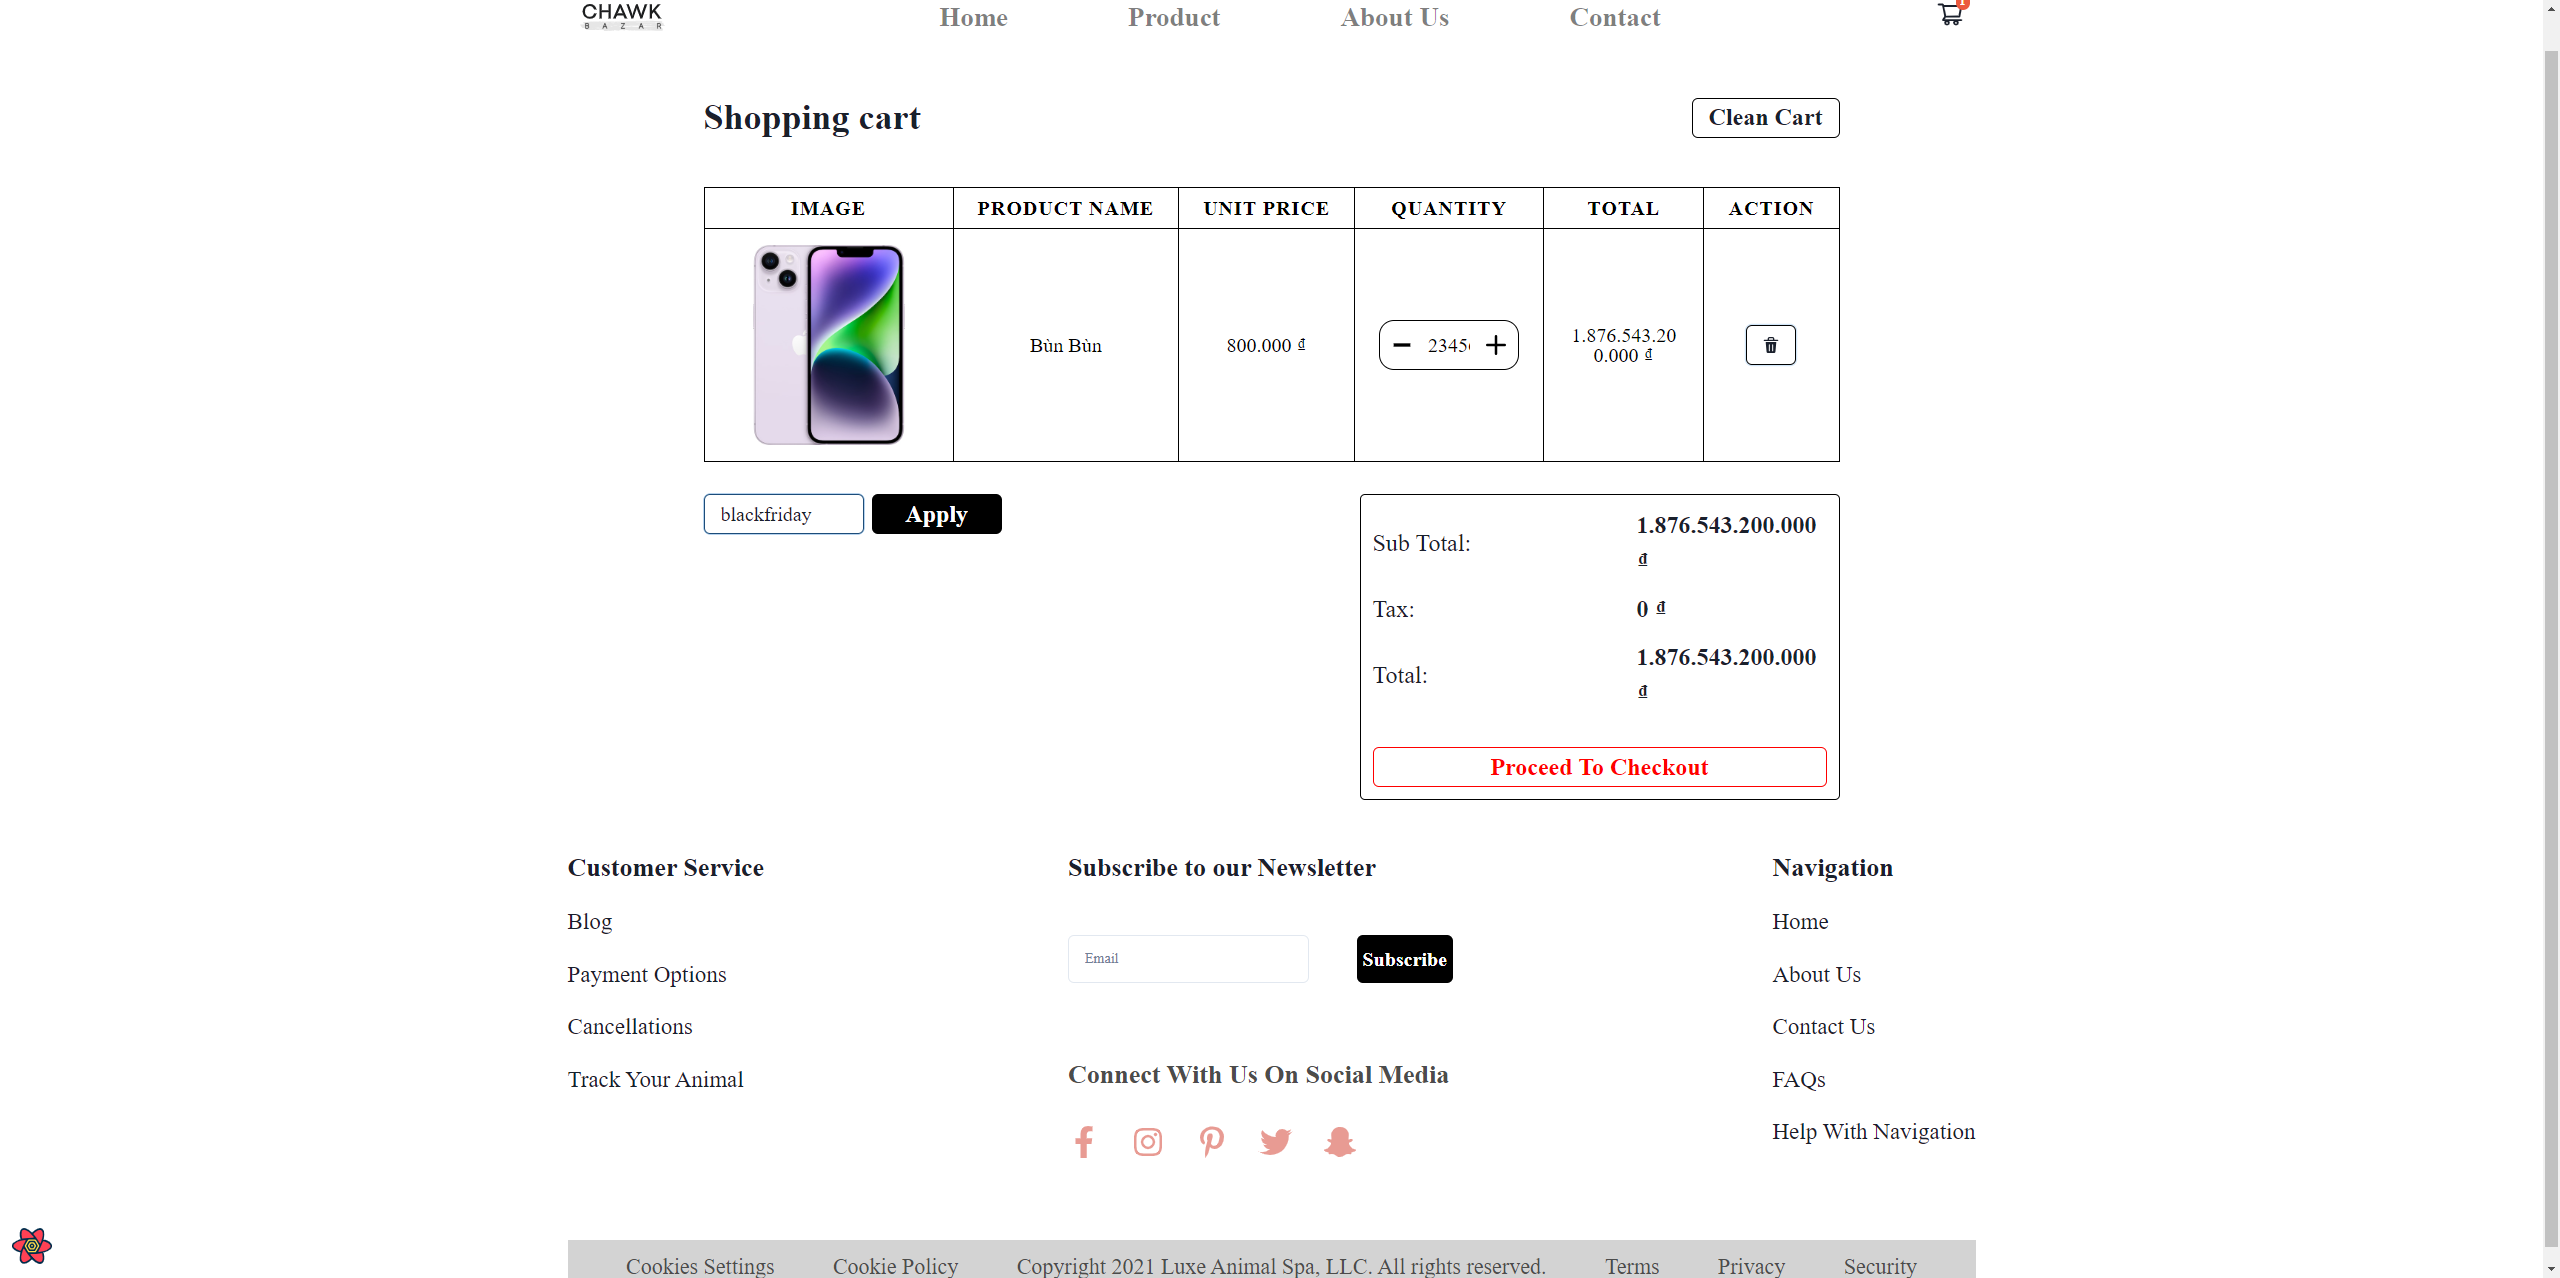 CHAWK
BAZAR
Home Product About Us Contact
1
Shopping cart
Clean Cart
IMAGE PRODUCT NAME UNIT PRICE QUANTITY TOTAL ACTION
Bùn Bùn 800.000 ₫ 2345 1.876.543.20
0.000 ₫
blackfriday Apply
Sub Total: 1.876.543.200.000
₫
Tax: 0 ₫
Total: 1.876.543.200.000
₫
Proceed To Checkout
Customer Service
Blog
Payment Options
Cancellations
Track Your Animal
Subscribe to our Newsletter
Email Subscribe
Connect With Us On Social Media
Navigation
Home
About Us
Contact Us
FAQs
Help With Navigation
Cookies Settings Cookie Policy Copyright 2021 Luxe Animal Spa, LLC. All rights reserved. Terms Privacy Security